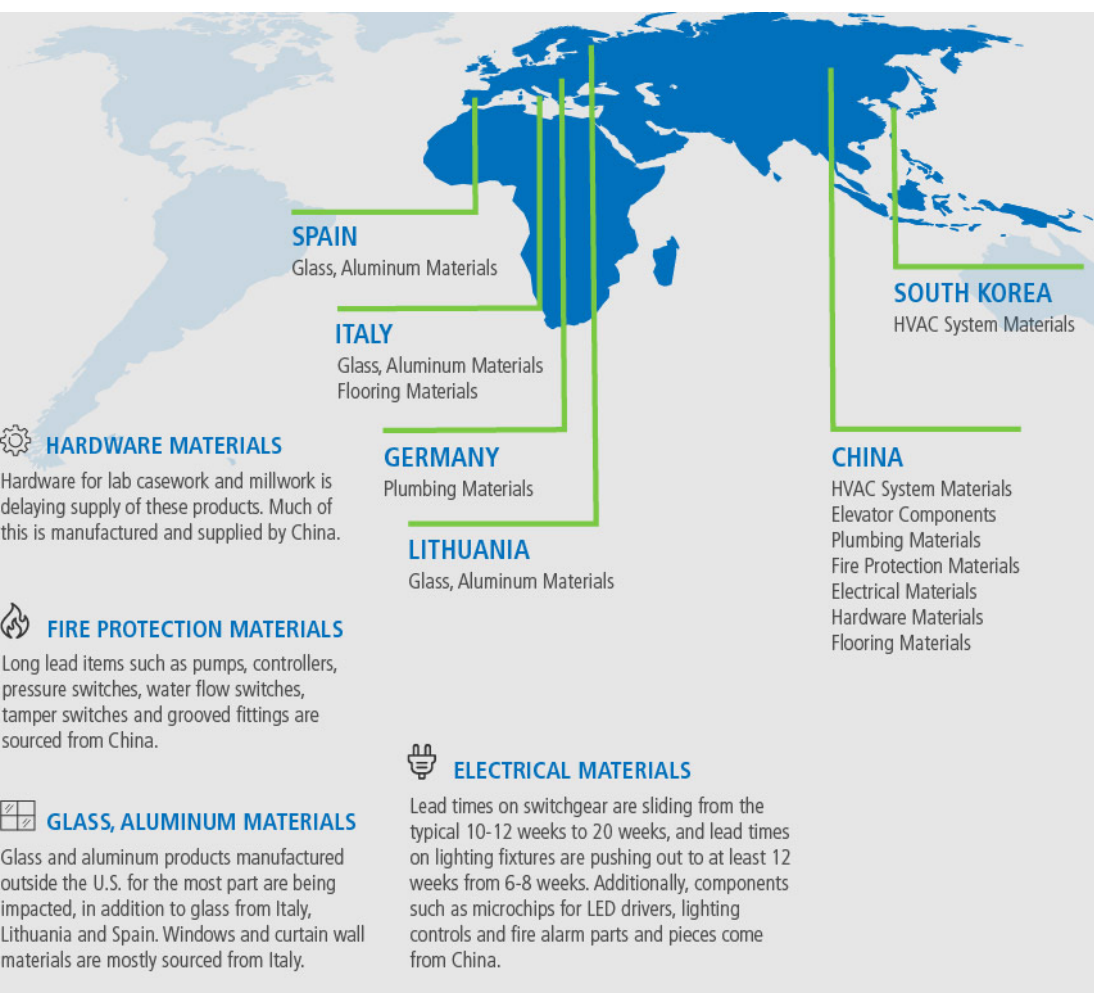 SPAIN
Glass, Aluminum Materials
ITALY
Glass, Aluminum Materials
Flooring Materials
GERMANY
Plumbing Materials
LITHUANIA
Glass, Aluminum Materials
SOUTH KOREA
HVAC System Materials
CHINA
HVAC System Materials
Elevator Components
Plumbing Materials
Fire Protection Materials
Electrical Materials
Hardware Materials
Flooring Materials
HARDWARE MATERIALS
Hardware for lab casework and millwork is
delaying supply of these products. Much of
this is manufactured and supplied by China.
FIRE PROTECTION MATERIALS
Long lead items such as pumps, controllers,
pressure switches, water flow switches,
tamper switches and grooved fittings are
sourced from China.
GLASS, ALUMINUM MATERIALS
Glass and aluminum products manufactured
outside the U.S. for the most part are being
impacted, in addition to glass from Italy,
Lithuania and Spain. Windows and curtain wall
materials are mostly sourced from Italy.
ELECTRICAL MATERIALS
Lead times on switchgear are sliding from the
typical 10-12 weeks to 20 weeks, and lead times
on lighting fixtures are pushing out to at least 12
weeks from 6-8 weeks. Additionally, components
such as microchips for LED drivers, lighting
controls and fire alarm parts and pieces come
from China.